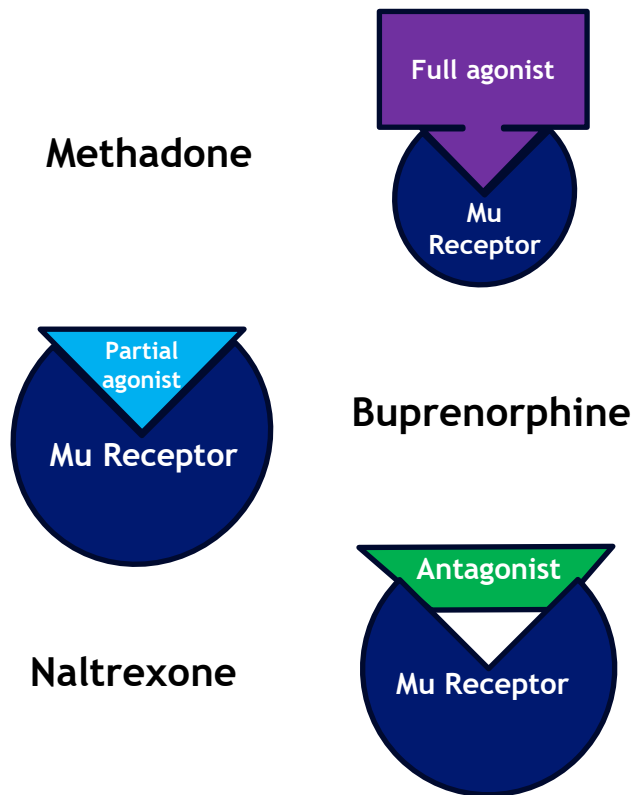 Full agonist
Methadone
Mu
Receptor
Partial
agonist
Mu Receptor
Buprenorphine
Antagonist
Naltrexone
Mu Receptor